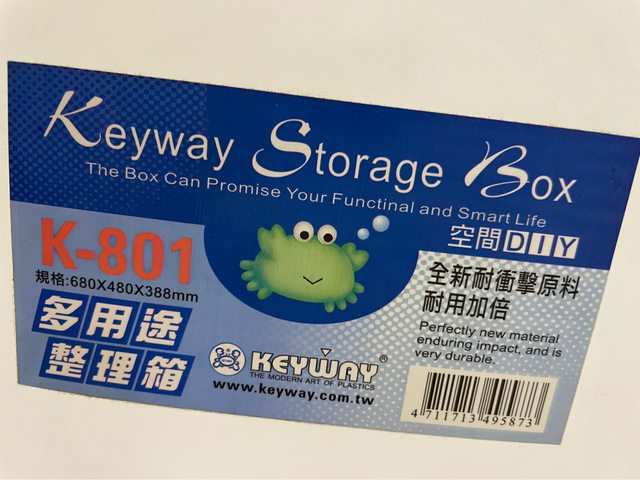 Keyway Storage Box
The Box Can Promise Your Functinal and Smart Life
空間DIY
K-801
規格:680X480X388mm
多用途
整理箱
全新耐衝擊原料
耐用加倍
Perfectly new material
enduring impact, and is
very durable.
KEYWAY®
THE MODERN ART OF PLASTICS
www.keyway.com.tw
4 711713 495873